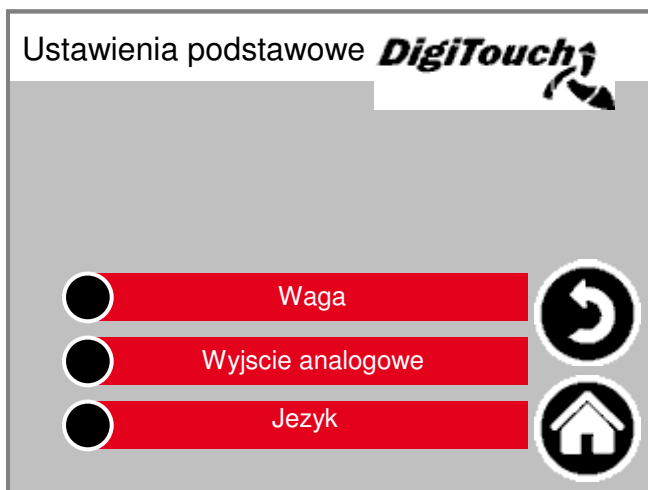 Ustawienia podstawowe
DigiTouch
Waga
Wyjscie analogowe
Jezyk